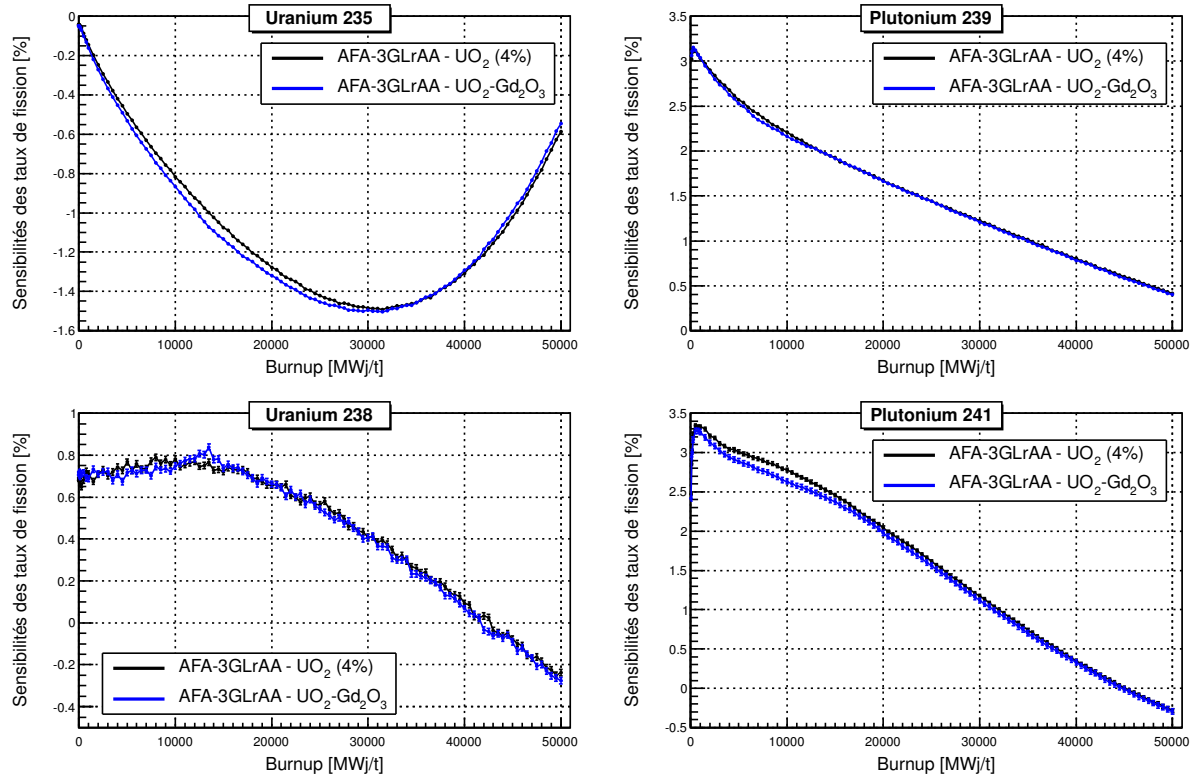 Uranium 235
Sensibilités des taux de fission [%]
0
-0.2
-0.4
-0.6
-0.8
-1
-1.2
-1.4
-1.6
AFA-3GLrAA - UO2 (4%)
AFA-3GLrAA - UO2-Gd2O3
0 10000 20000 30000 40000 50000
Burnup [MWj/t]
Plutonium 239
Sensibilités des taux de fission [%]
3.5
3
2.5
2
1.5
1
0.5
0
AFA-3GLrAA - UO2 (4%)
AFA-3GLrAA - UO2-Gd2O3
0 10000 20000 30000 40000 50000
Burnup [MWj/t]
Uranium 238
Sensibilités des taux de fission [%]
1
0.8
0.6
0.4
0.2
0
-0.2
-0.4
AFA-3GLrAA - UO2 (4%)
AFA-3GLrAA - UO2-Gd2O3
0 10000 20000 30000 40000 50000
Burnup [MWj/t]
Plutonium 241
Sensibilités des taux de fission [%]
3.5
3
2.5
2
1.5
1
0.5
0
-0.5
AFA-3GLrAA - UO2 (4%)
AFA-3GLrAA - UO2-Gd2O3
0 10000 20000 30000 40000 50000
Burnup [MWj/t]